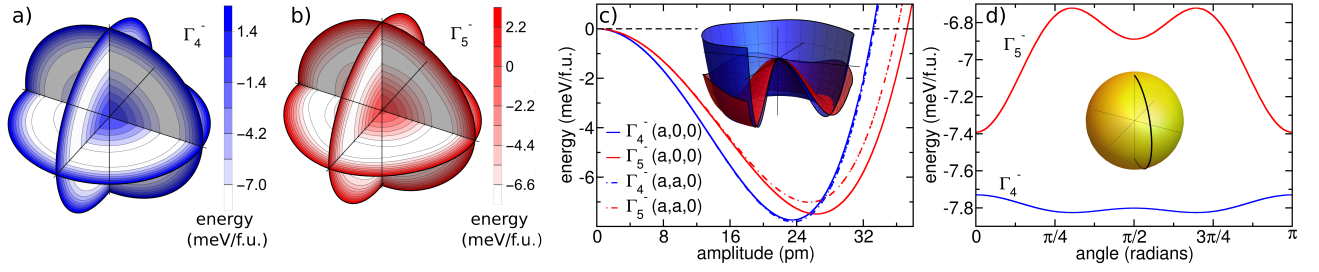 a)
Γ4-
1.4
−1.4
−4.2
−7.0
energy
(meV/f.u.)
b)
Γ5-
2.2
0
−2.2
−4.4
−6.6
energy
(meV/f.u.)
c)
energy (meV/f.u.)
0
-2
-4
-6
Γ4- (a,0,0)
Γ5- (a,0,0)
Γ4- (a,a,0)
Γ5- (a,a,0)
0 8 16 24 32
amplitude (pm)
d)
energy (meV/f.u.)
-6.8
-7
-7.2
-7.4
-7.6
-7.8
Γ5-
Γ4-
0 π/4 π/2 3π/4 π
angle (radians)